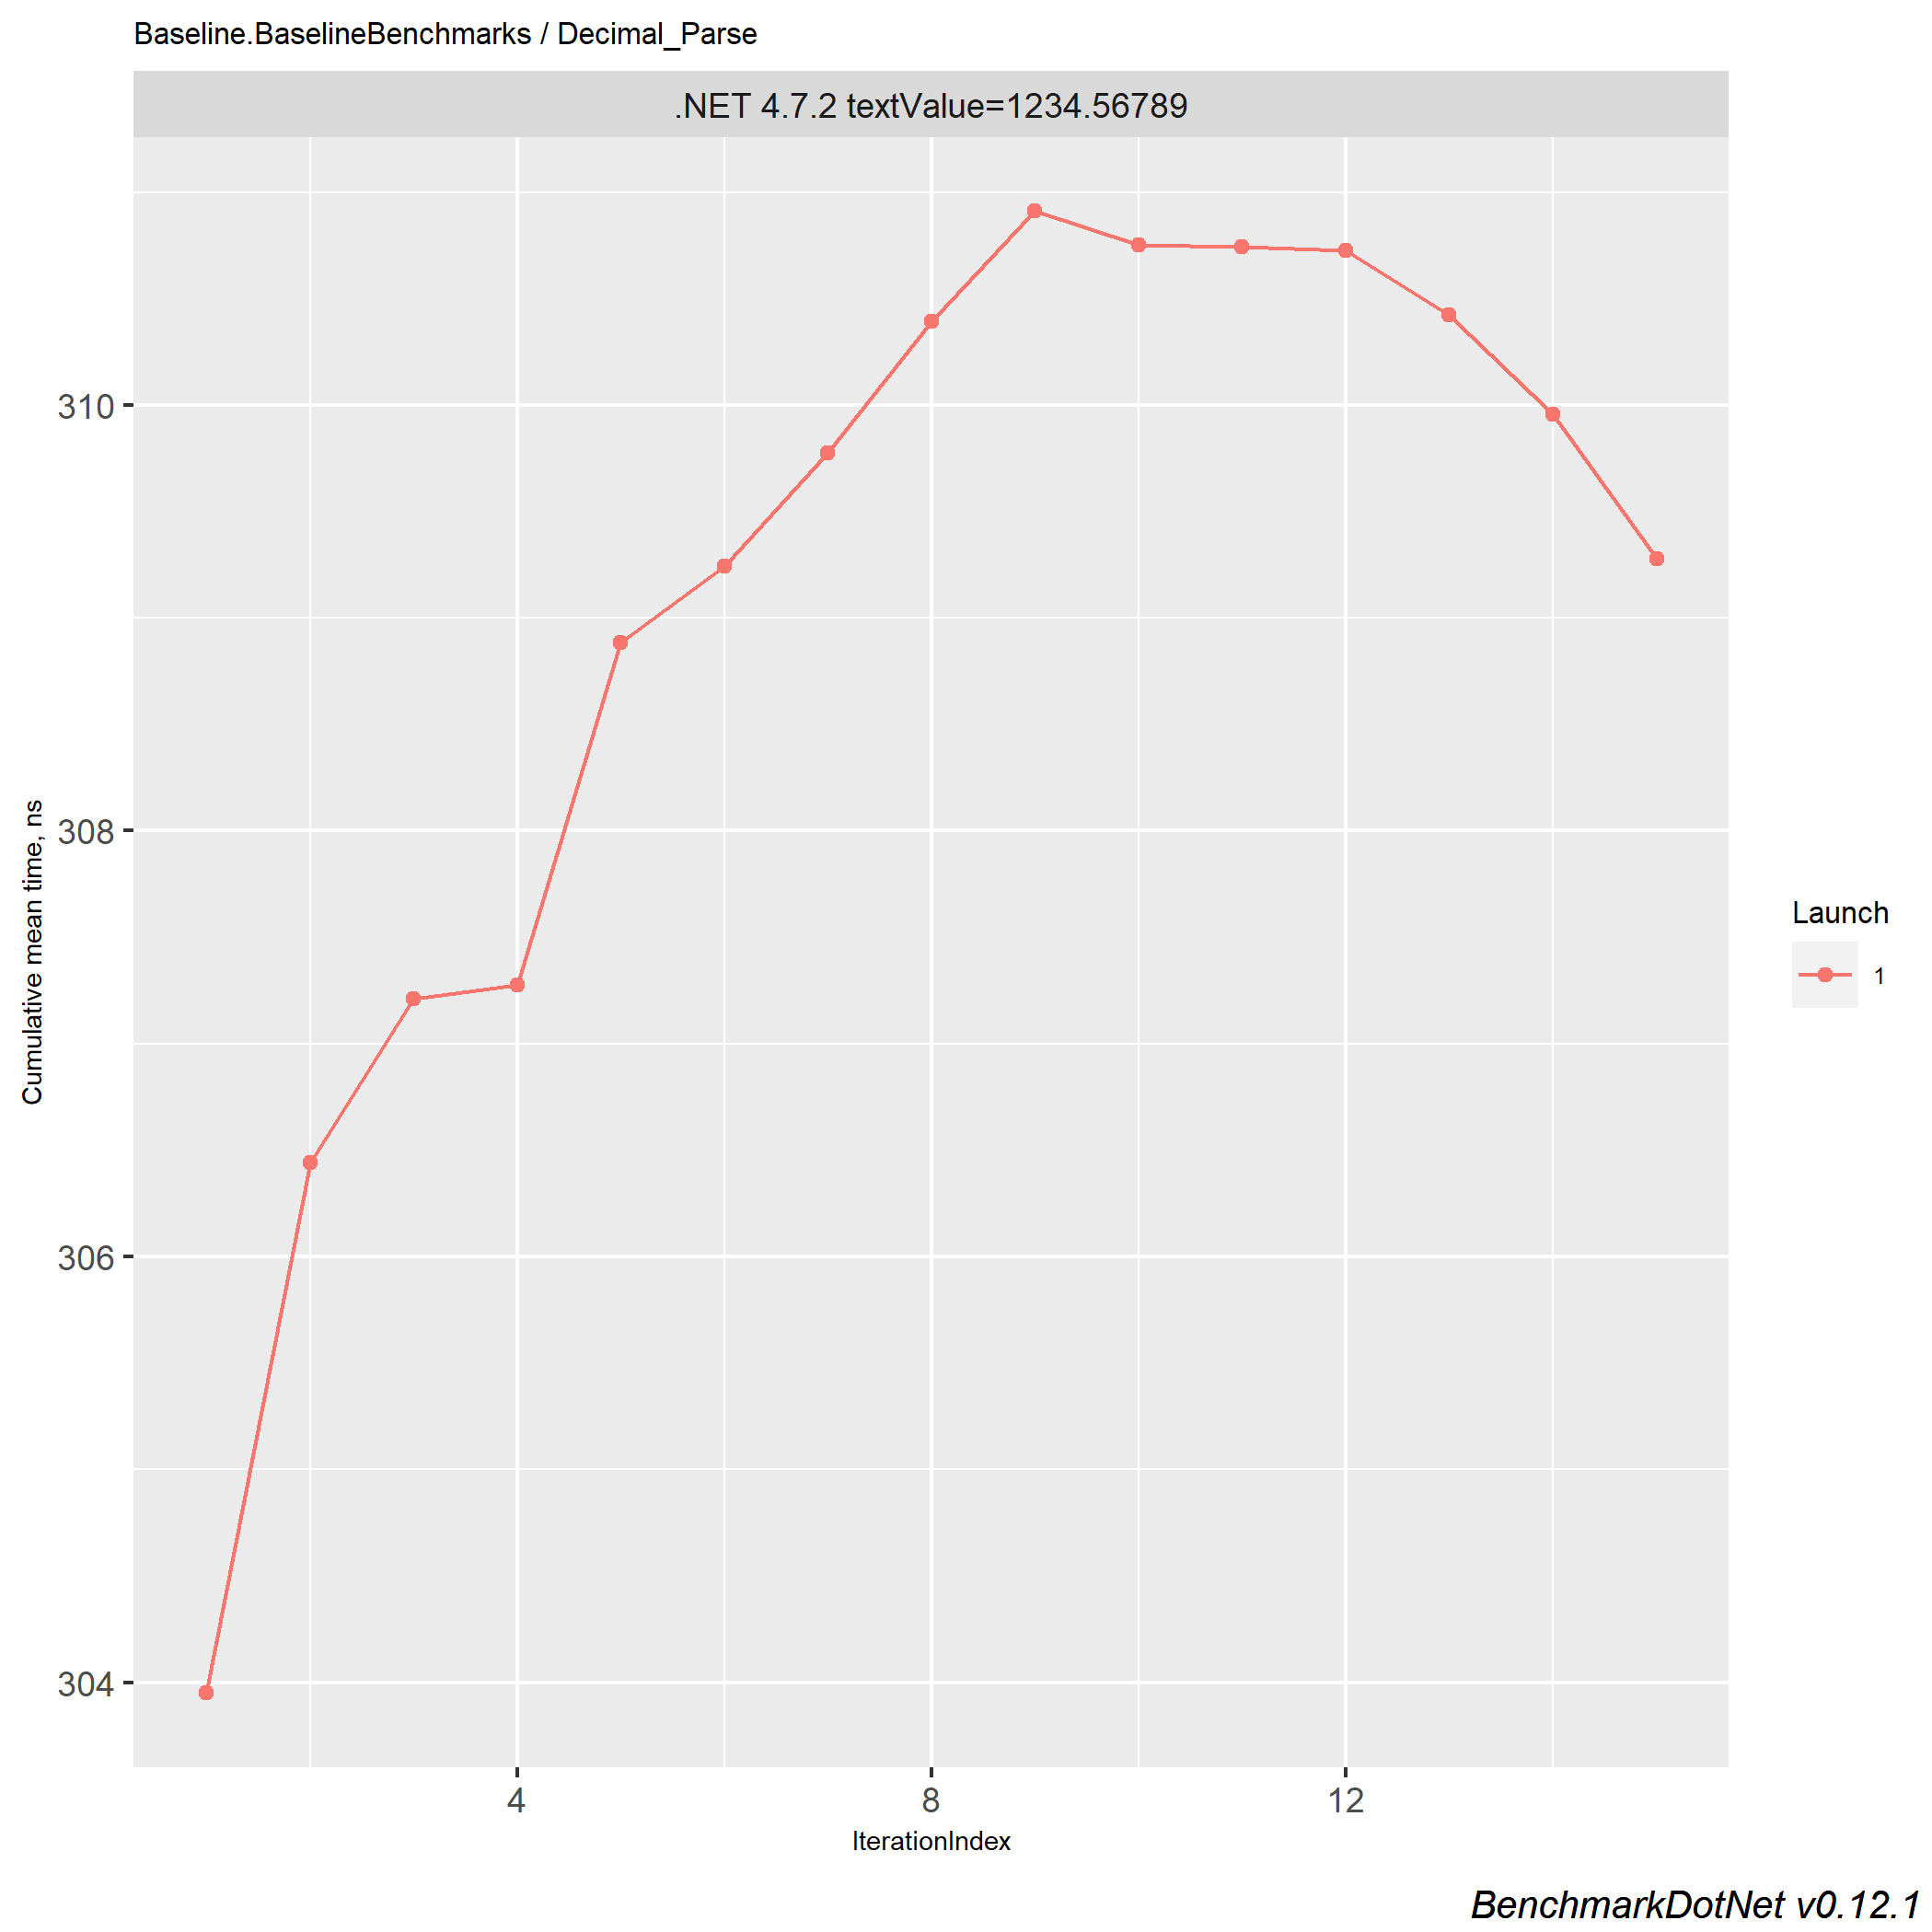 Baseline.BaselineBenchmarks / Decimal_Parse
.NET 4.7.2 textValue=1234.56789
310
308
306
304
Cumulative mean time, ns
4 8 12
IterationIndex
Launch
1
BenchmarkDotNet v0.12.1